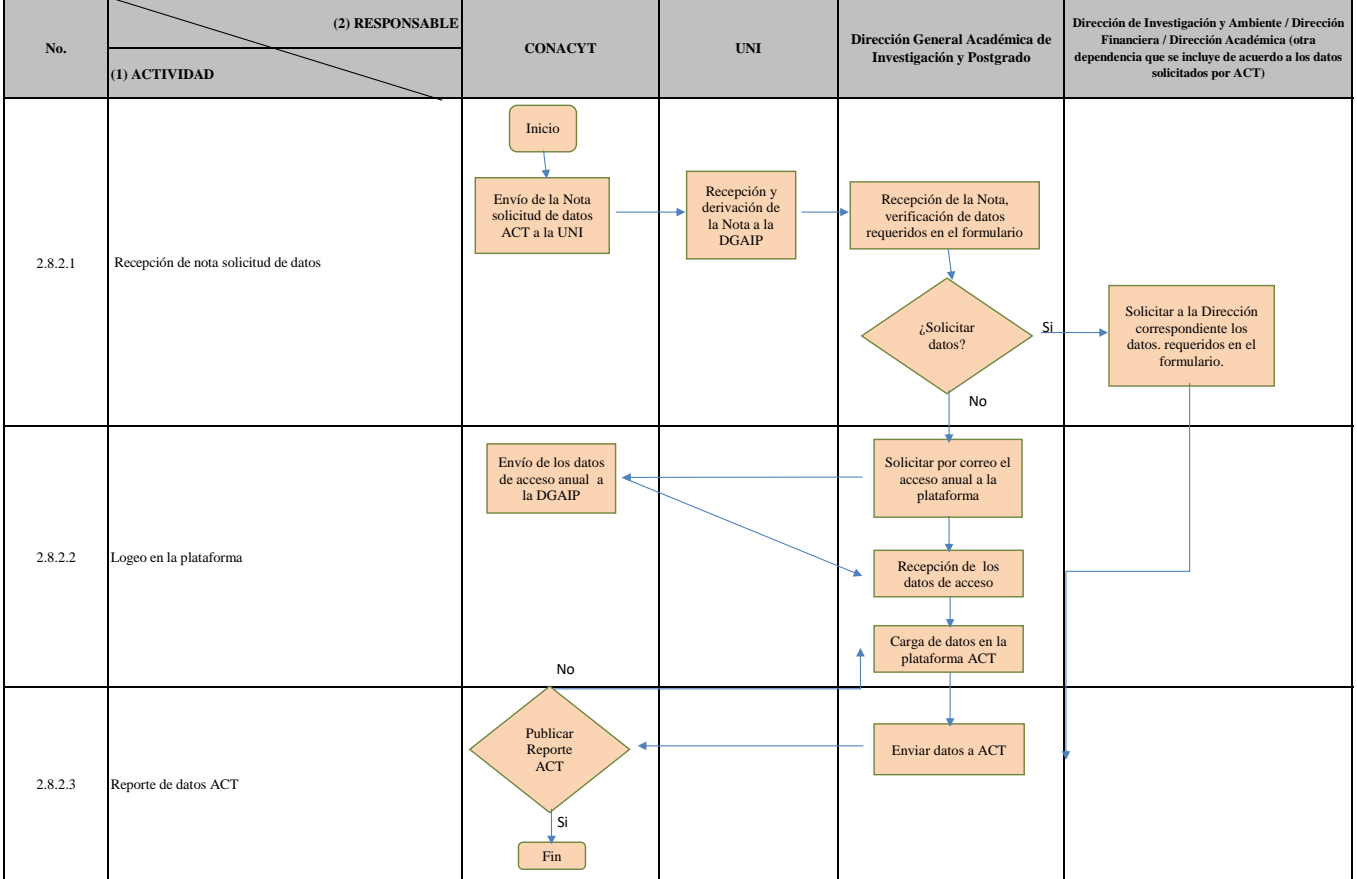 No.
(2) RESPONSABLE
(1) ACTIVIDAD
CONACYT
UNI
Dirección General Académica de
Investigación y Postgrado
Dirección de Investigación y Ambiente / Dirección
Financiera / Dirección Académica (otra
dependencia que se incluye de acuerdo a los datos
solicitados por ACT)
2.8.2.1
Recepción de nota solicitud de datos
Inicio
Envío de la Nota
solicitud de datos
ACT a la UNI
Recepción y
derivación de
la Nota a la
DGAIP
Recepción de la Nota,
verificación de datos
requeridos en el formulario
¿Solicitar
datos?
Si
No
Solicitar a la Dirección
correspondiente los
datos. requeridos en el
formulario.
2.8.2.2
Logeo en la plataforma
Envío de los datos
de acceso anual a
la DGAIP
Solicitar por correo el
acceso anual a la
plataforma
Recepción de los
datos de acceso
Carga de datos en la
plataforma ACT
No
2.8.2.3
Reporte de datos ACT
Publicar
Reporte
ACT
Enviar datos a ACT
Si
Fin